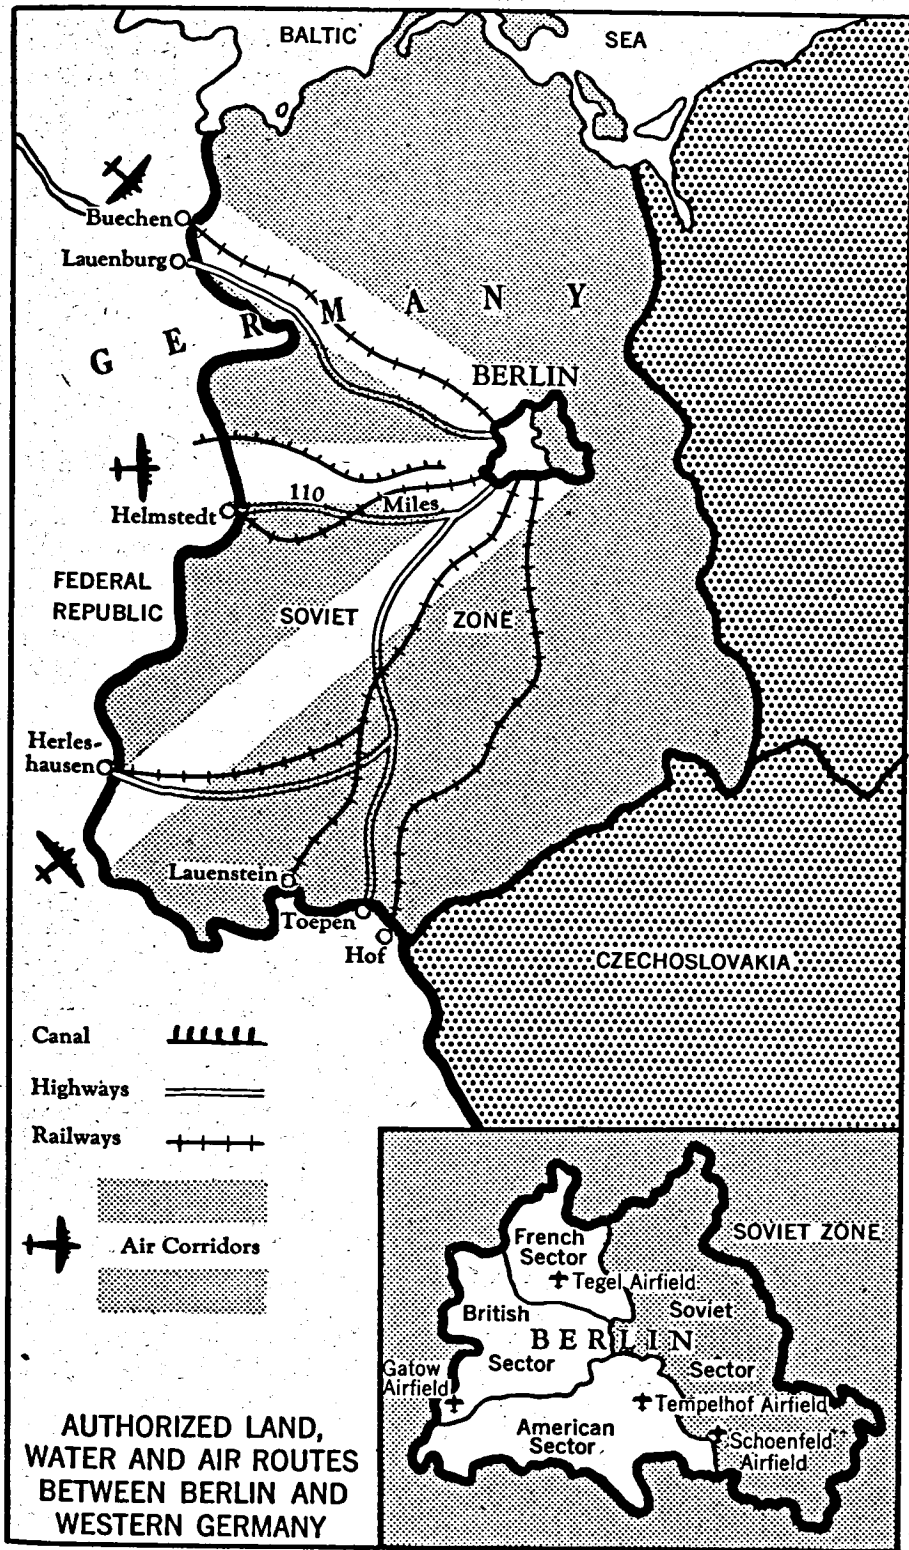 BALTIC
SEA
Buechen
Lauenburg
G E R M A N Y
BERLIN
110 Miles
Helmstedt
FEDERAL
REPUBLIC
SOVIET ZONE
Herles-
hausen
Lauenstein
Toepen
Hof
CZECHOSLOVAKIA
Canal
Highways
Railways
Air Corridors
AUTHORIZED LAND,
WATER AND AIR ROUTES
BETWEEN BERLIN AND
WESTERN GERMANY
SOVIET ZONE
French
Sector
Tegel Airfield
British
Sector
Soviet
Sector
BERLIN
Gatow
Airfield
Tempelhof Airfield
American
Sector
Schoenfeld
Airfield